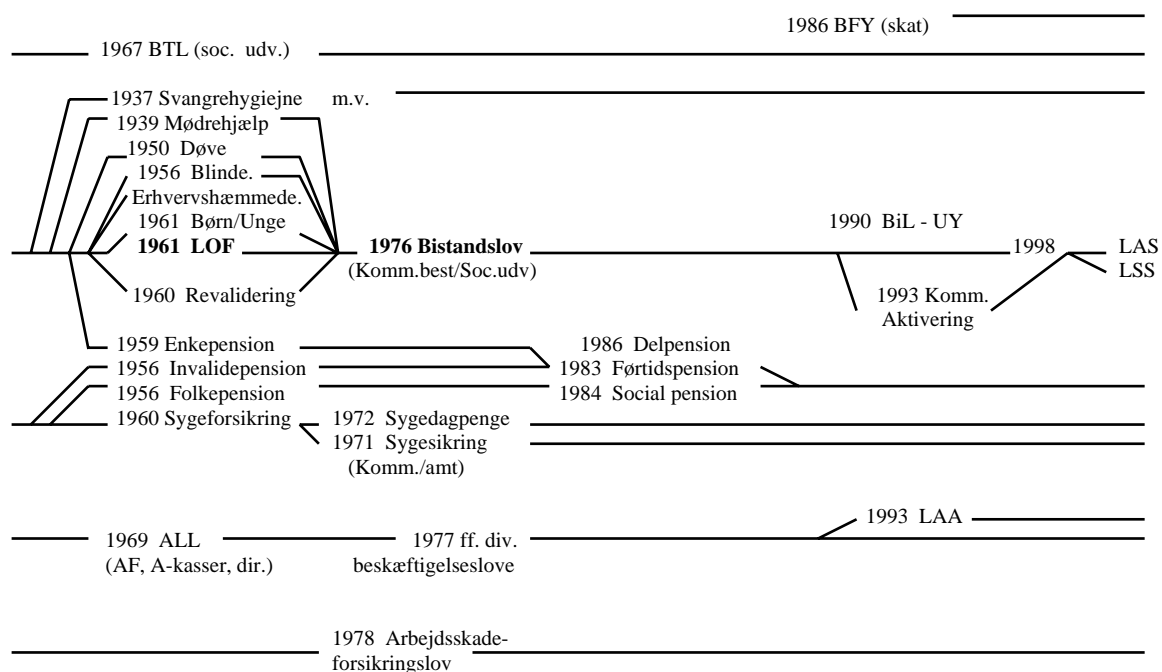 1986 BFY (skat)
1967 BTL (soc. udv.)
1937 Svangrehygiejne m.v.
1939 Mødrehjælp
1950 Døve
1956 Blinde.
Erhvervshæmmede.
1961 Børn/Unge
1990 BiL - UY
1961 LOF
1976 Bistandslov
1998
LAS
(Komm.best/Soc.udv)
LSS
1960 Revalidering
1993 Komm.
Aktivering
1959 Enkepension
1986 Delpension
1956 Invalidepension
1983 Førtidspension
1956 Folkepension
1984 Social pension
1960 Sygeforsikring
1972 Sygedagpenge
1971 Sygesikring
(Komm./amt)
1993 LAA
1969 ALL
1977 ff. div.
(AF, A-kasser, dir.)
beskæftigelseslove
1978 Arbejdsskade-
forsikringslov